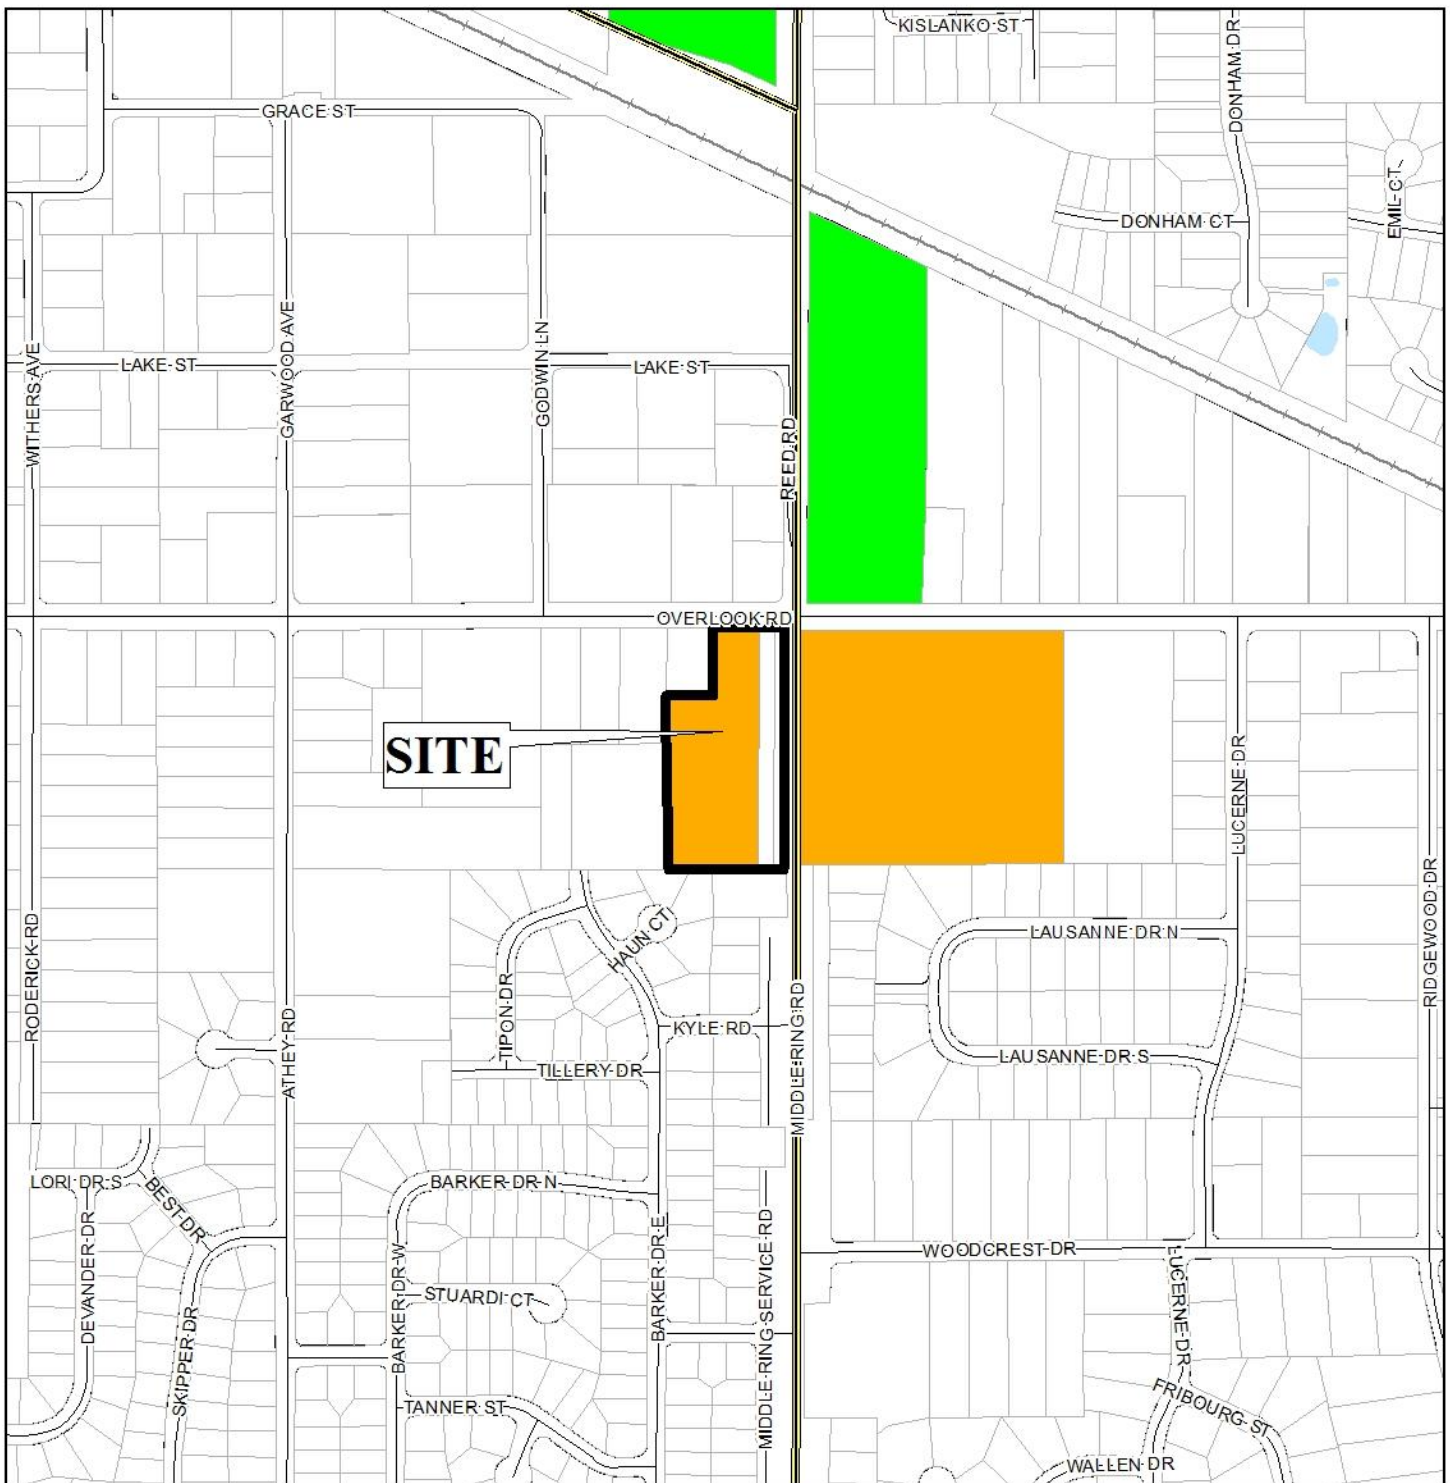 KISLANKO ST
DONHAM DR
GRACE ST
EMIL CT
DONHAM CT
WITHERS AVE
LAKE ST
GARWOOD AVE
GODWIN LN
LAKE ST
REED RD
OVERLOOK RD
SITE
LUCERNE DR
RODERICK RD
RIDGEWOOD DR
HAUN CT
LAUSANNE DR N
TIPON DR
ATHEY RD
KYLE RD
MIDDLE RING RD
TILLERY DR
LAUSANNE DR S
LORI DR S
BEST DR
BARKER DR N
DEVANDER DR
SKIPPER DR
BARKER DR W
STUARDI CT
BARKER DR E
MIDDLE RING SERVICE RD
WOODCREST DR
LUCERNE DR
TANNER ST
FRIBOURG ST
WALLEN DR